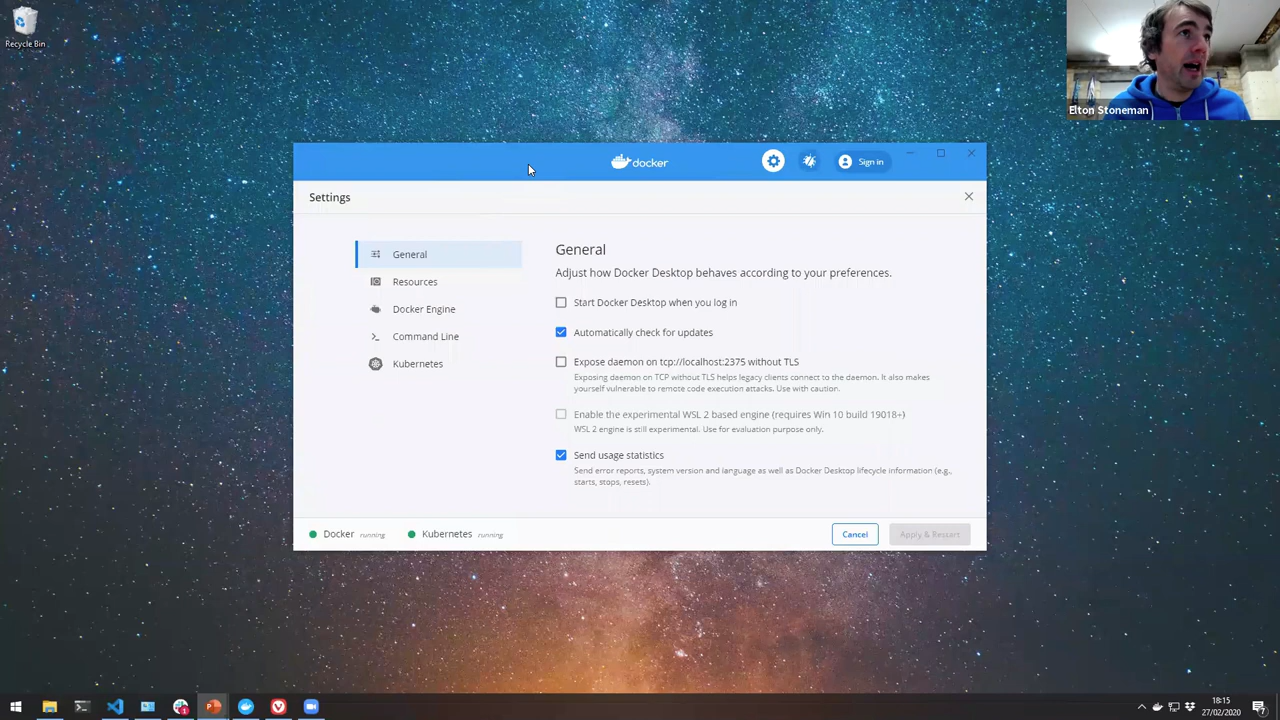 Recycle Bin
Elton Stoneman
docker
Sign in
Settings
General
Resources
Docker Engine
Command Line
Kubernetes
General
Adjust how Docker Desktop behaves according to your preferences.
Start Docker Desktop when you log in
Automatically check for updates
Expose daemon on tcp://localhost:2375 without TLS
Exposing daemon on TCP without TLS helps legacy clients connect to the daemon. It also makes
yourself vulnerable to remote code execution attacks. Use with caution.
Enable the experimental WSL 2 based engine (requires Win 10 build 19018+)
WSL 2 engine is still experimental. Use for evaluation purpose only.
Send usage statistics
Send error reports, system version and language as well as Docker Desktop lifecycle information (e.g.,
starts, stops, resets).
Docker running
Kubernetes running
Cancel
Apply & Restart
18:15
27/02/2020